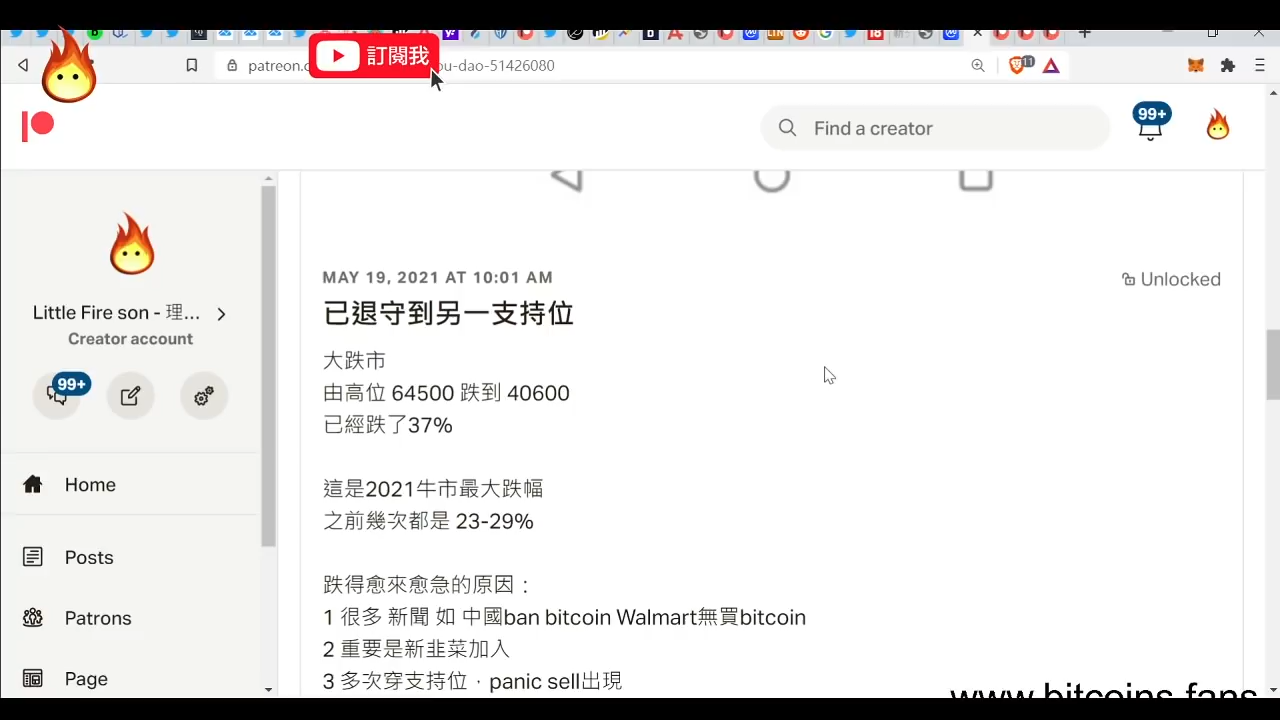 訂閱我
patreon.c
ou-dao-51426080
11
Find a creator
99+
MAY 19, 2021 AT 10:01 AM
Unlocked
已退守到另一支持位
Little Fire son - 理...
Creator account
99+
大跌市
由高位 64500 跌到 40600
已經跌了37%
Home
這是2021牛市最大跌幅
之前幾次都是 23-29%
Posts
跌得愈來愈急的原因：
1 很多 新聞 如 中國ban bitcoin Walmart無買bitcoin
Patrons
2 重要是新韭菜加入
3 多次穿支持位，panic sell出現
Page
www.bitcoins.fans